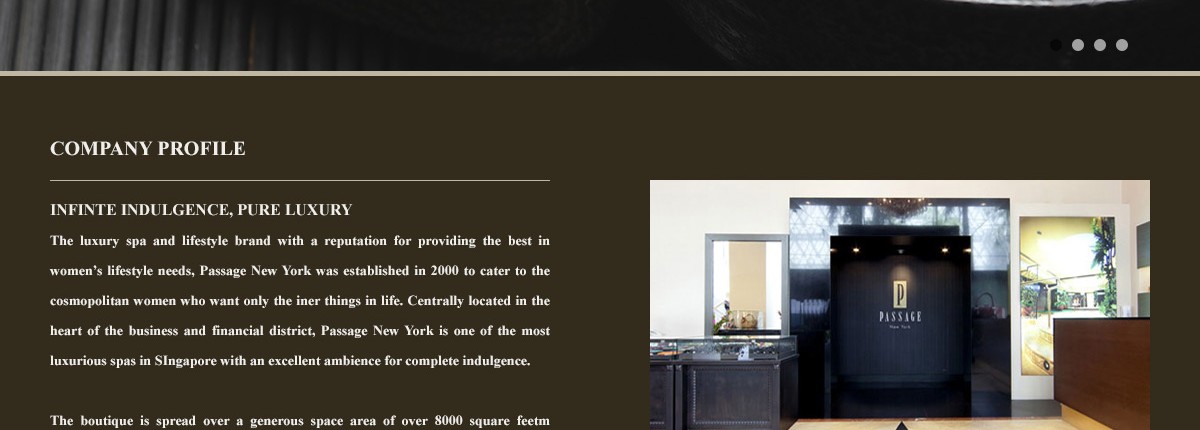 COMPANY PROFILE
INFINTE INDULGENCE, PURE LUXURY
The luxury spa and lifestyle brand with a reputation for providing the best in
women’s lifestyle needs, Passage New York was established in 2000 to cater to the
cosmopolitan women who want only the iner things in life. Centrally located in the
heart of the business and financial district, Passage New York is one of the most
luxurious spas in SIngapore with an excellent ambience for complete indulgence.
The boutique is spread over a generous space area of over 8000 square feetm
P
PASSAGE
New York